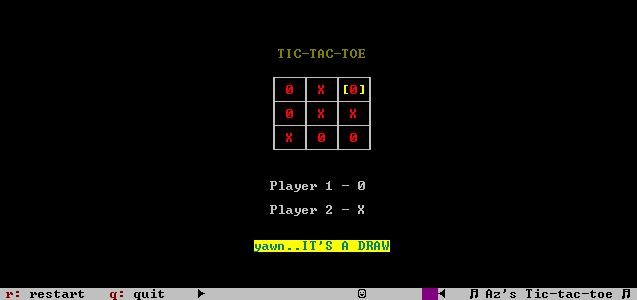 TIC-TAC-TOE
0 X [0]
0 X X
X 0 0
Player 1 - 0
Player 2 - X
yawn..IT'S A DRAW
r: restart q: quit ► ☺ ◄ ♫ Az's Tic-tac-toe ♫